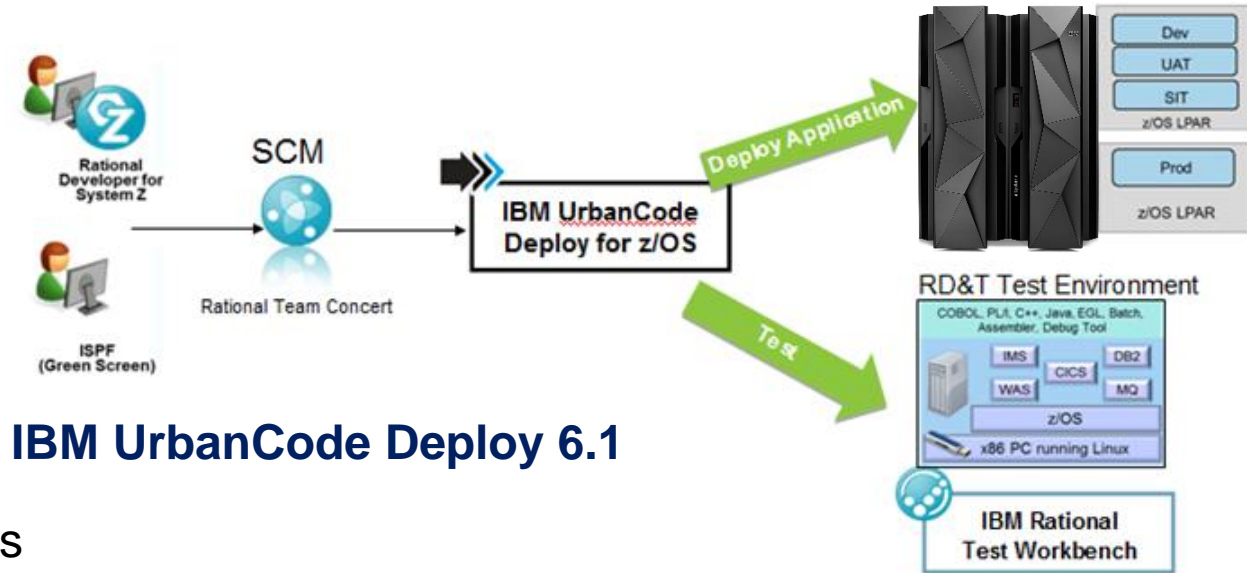 Rational
Developer for
System Z
ISPF
(Green Screen)
SCM
Rational Team Concert
IBM UrbanCode
Deploy for z/OS
Deploy Application
Test
Dev
UAT
SIT
z/OS LPAR
Prod
z/OS LPAR
RD&T Test Environment
COBOL, PL/I, C++, Java, EGL, Batch,
Assembler, Debug Tool
IMS
DB2
CICS
WAS
MQ
z/OS
x86 PC running Linux
IBM Rational
Test Workbench
IBM UrbanCode Deploy 6.1
s